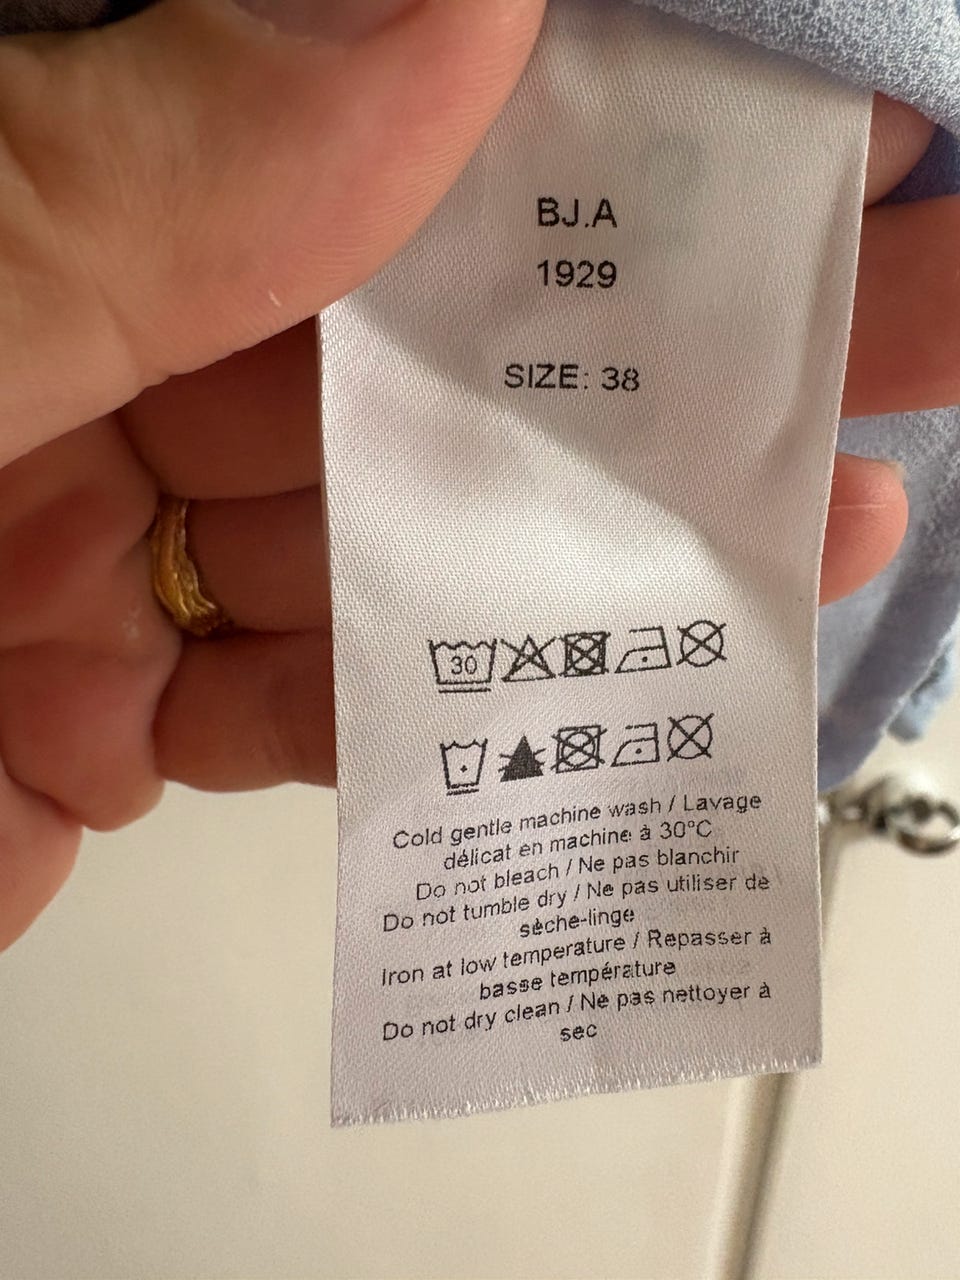 BJ.A
1929
SIZE: 38
30
Cold gentle machine wash / Lavage
délicat en machine à 30°C
Do not bleach / Ne pas blanchir
Do not tumble dry / Ne pas utiliser de
sèche-linge
Iron at low temperature / Repasser à
basse température
Do not dry clean / Ne pas nettoyer à
sec